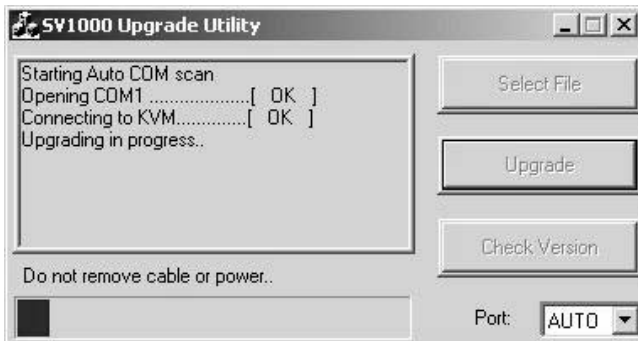 SV1000 Upgrade Utility
Starting Auto COM scan
Opening COM1 ....................[ OK ]
Connecting to KVM..............[ OK ]
Upgrading in progress..
Select File
Upgrade
Check Version
Do not remove cable or power..
Port: AUTO